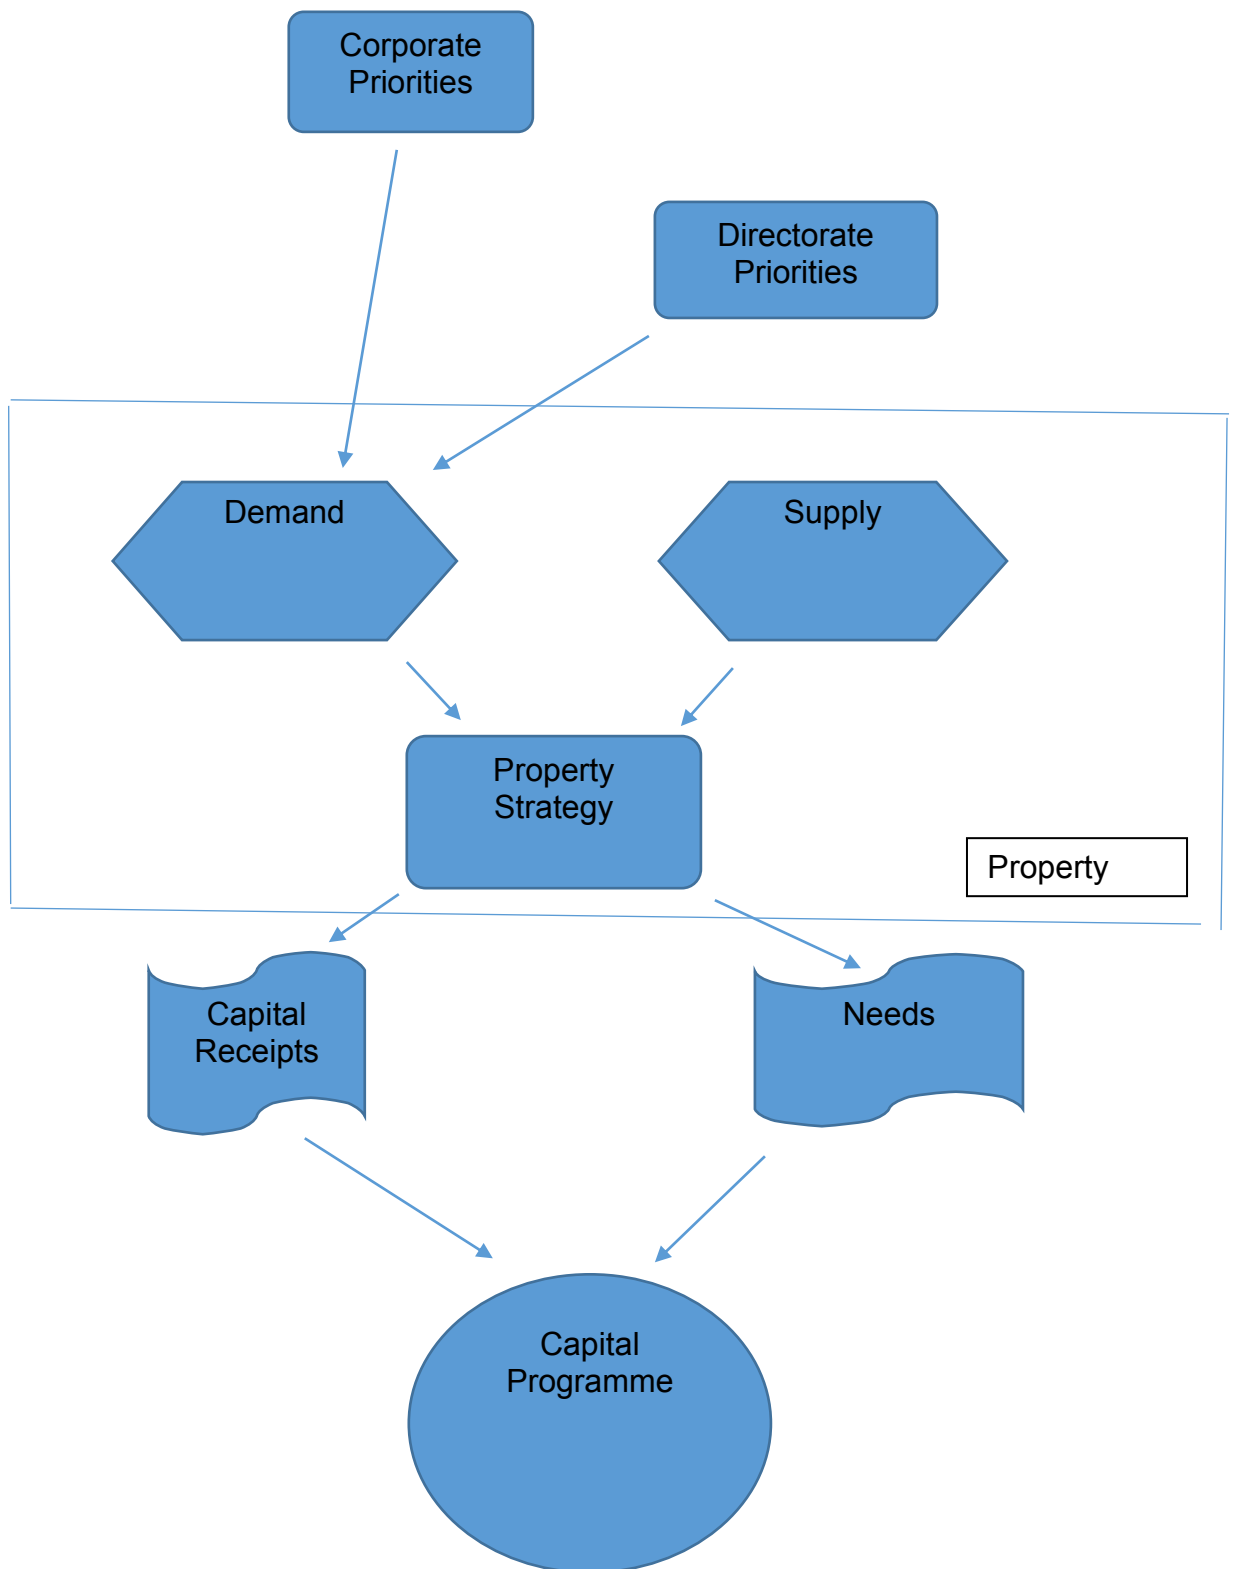 Corporate
Priorities
Directorate
Priorities
Demand
Supply
Property
Strategy
Property
Capital
Receipts
Needs
Capital
Programme